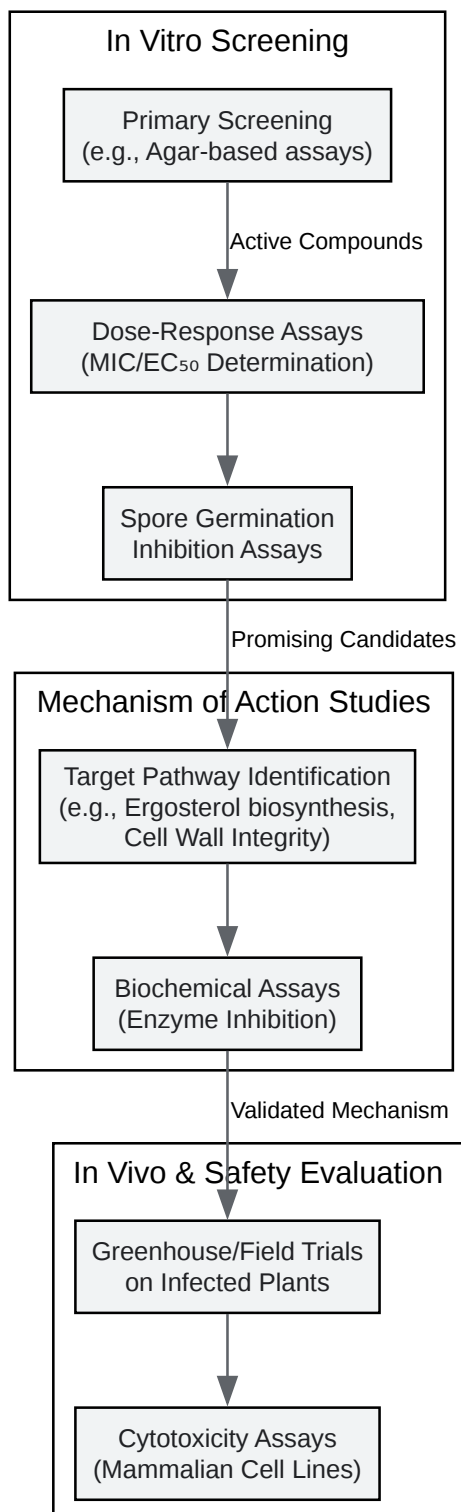 In Vitro Screening
Primary Screening
(e.g., Agar-based assays)
Active Compounds
Dose-Response Assays
(MIC/EC₅₀ Determination)
Spore Germination
Inhibition Assays
Promising Candidates
Mechanism of Action Studies
Target Pathway Identification
(e.g., Ergosterol biosynthesis,
Cell Wall Integrity)
Biochemical Assays
(Enzyme Inhibition)
Validated Mechanism
In Vivo & Safety Evaluation
Greenhouse/Field Trials
on Infected Plants
Cytotoxicity Assays
(Mammalian Cell Lines)